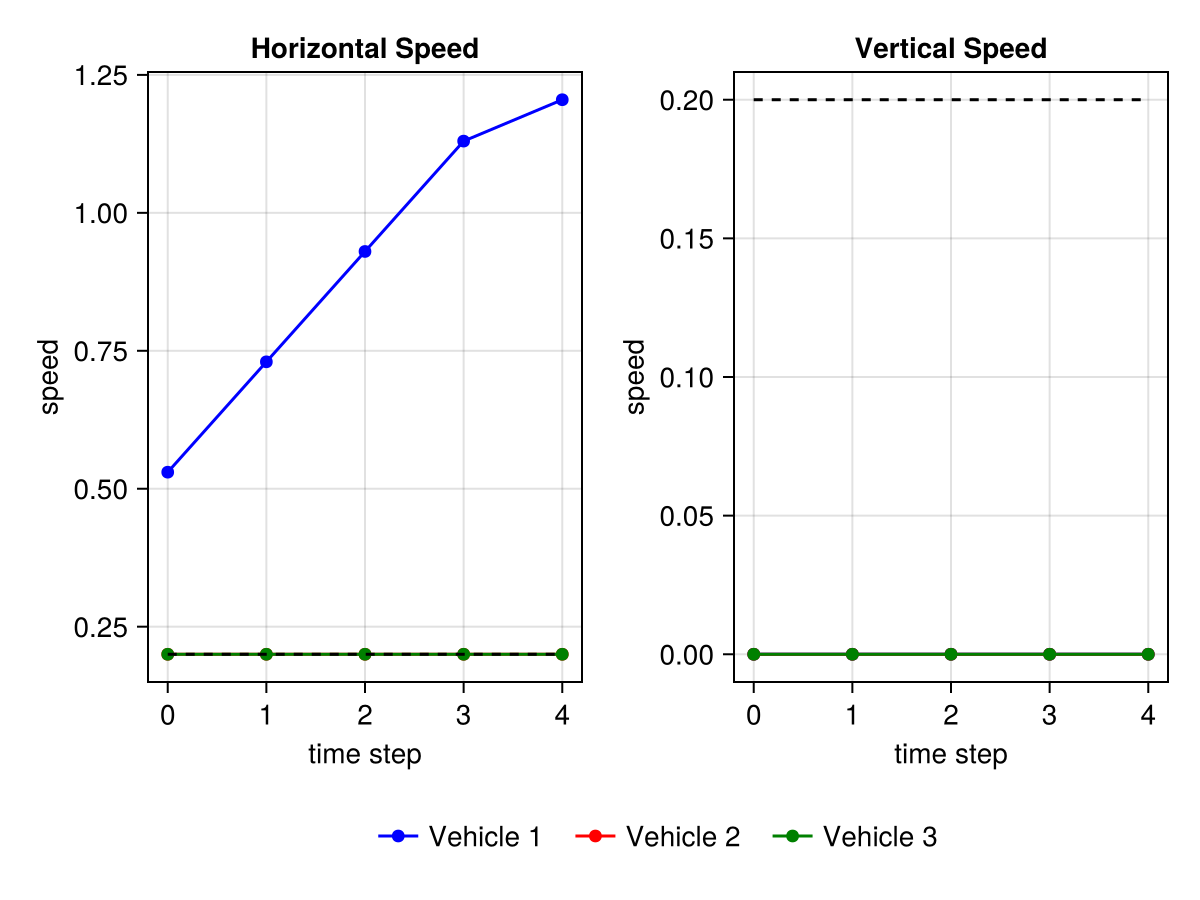 Horizontal Speed
1.25
1.00
0.75
0.50
0.25
speed
0 1 2 3 4
time step
Vertical Speed
0.20
0.15
0.10
0.05
0.00
speed
0 1 2 3 4
time step
Vehicle 1 Vehicle 2 Vehicle 3